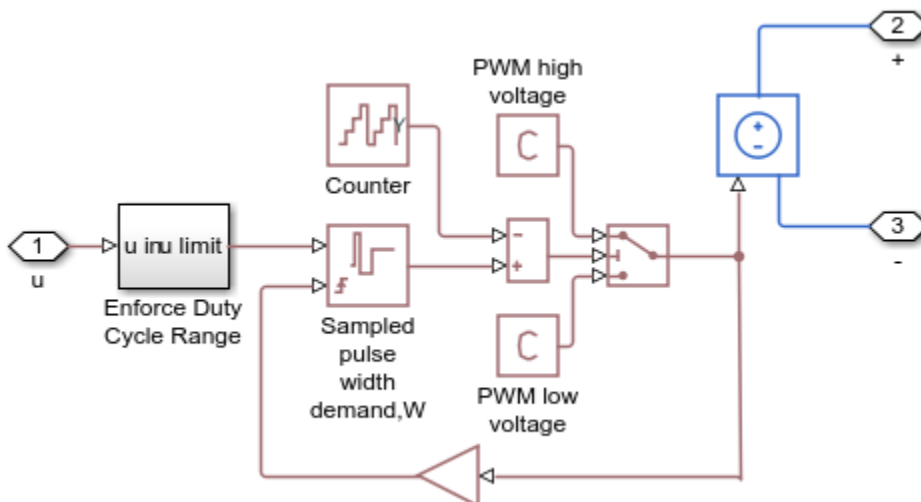 2
+
PWM high
voltage
C
Y
Counter
+
-
1
u
u inu limit
Enforce Duty
Cycle Range
-
+
3
-
Sampled
pulse
width
demand,W
C
PWM low
voltage